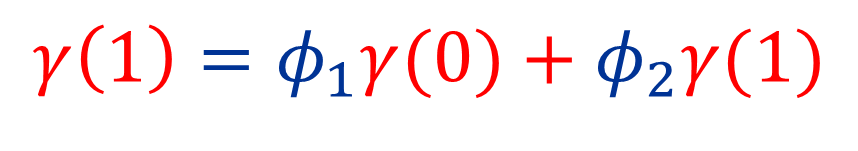 γ(1) = ϕ₁γ(0) + ϕ₂γ(1)